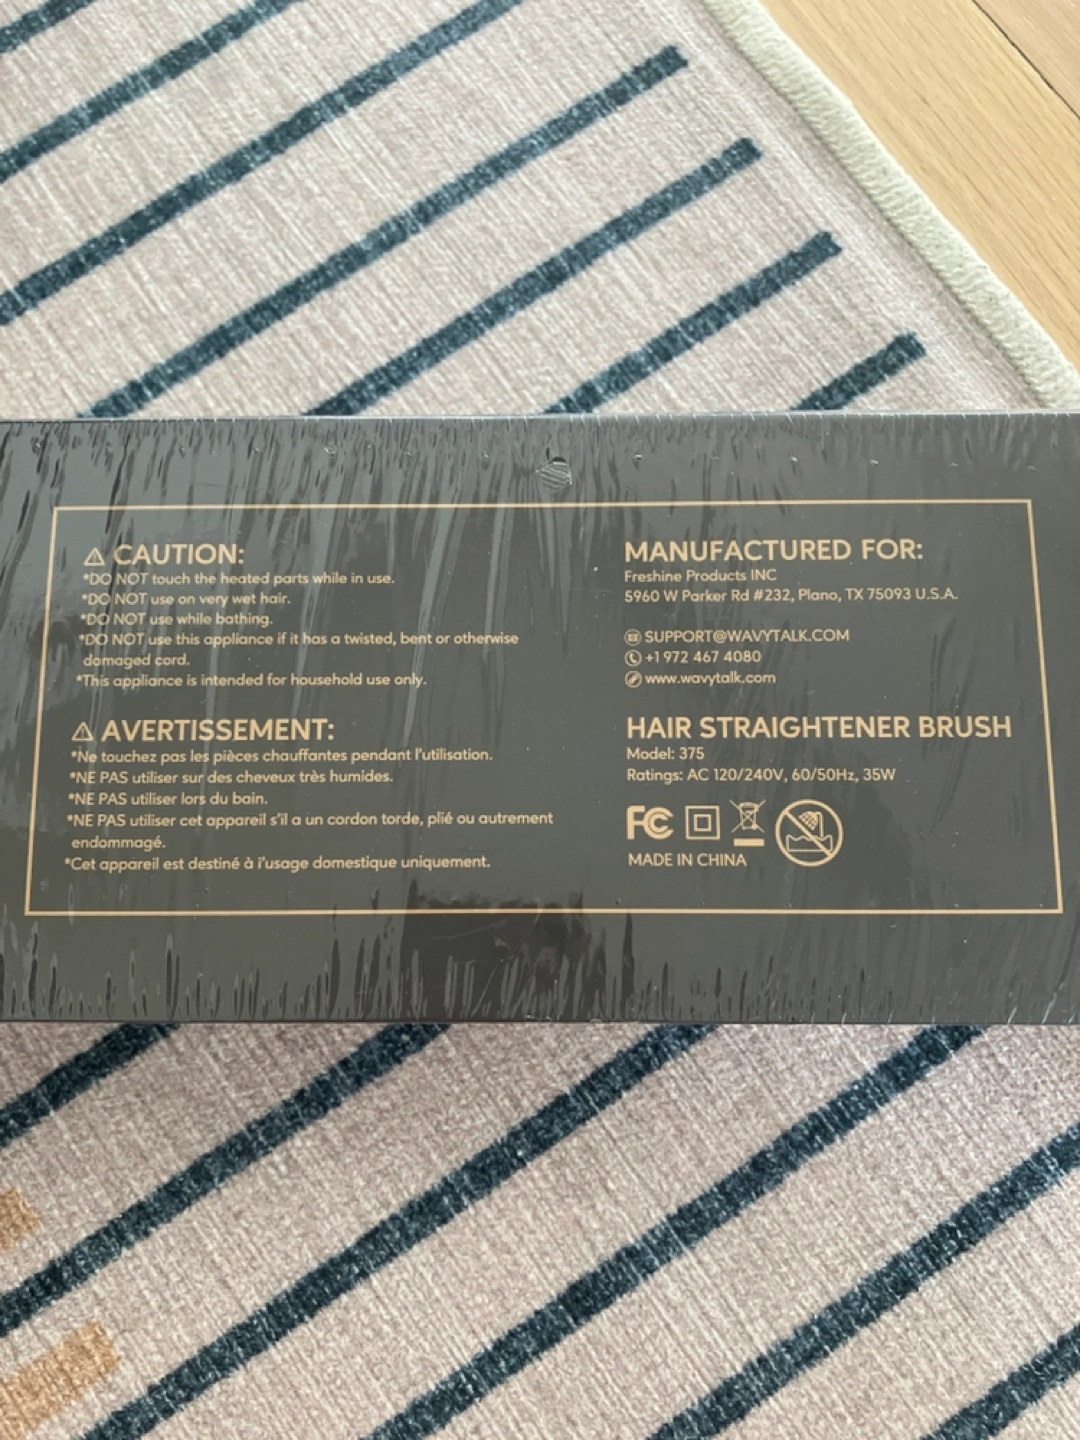 ⚠ CAUTION:
*DO NOT touch the heated parts while in use.
*DO NOT use on very wet hair.
*DO NOT use while bathing.
*DO NOT use this appliance if it has a twisted, bent or otherwise
damaged cord.
*This appliance is intended for household use only.
⚠ AVERTISSEMENT:
*Ne touchez pas les pièces chauffantes pendant l'utilisation.
*NE PAS utiliser sur des cheveux très humides.
*NE PAS utiliser lors du bain.
*NE PAS utiliser cet appareil s'il a un cordon torde, plié ou autrement
endommagé.
*Cet appareil est destiné à l'usage domestique uniquement.
MANUFACTURED FOR:
Freshine Products INC
5960 W Parker Rd #232, Plano, TX 75093 U.S.A.
SUPPORT@WAVYTALK.COM
+1 972 467 4080
www.wavytalk.com
HAIR STRAIGHTENER BRUSH
Model: 375
Ratings: AC 120/240V, 60/50Hz, 35W
FC
MADE IN CHINA